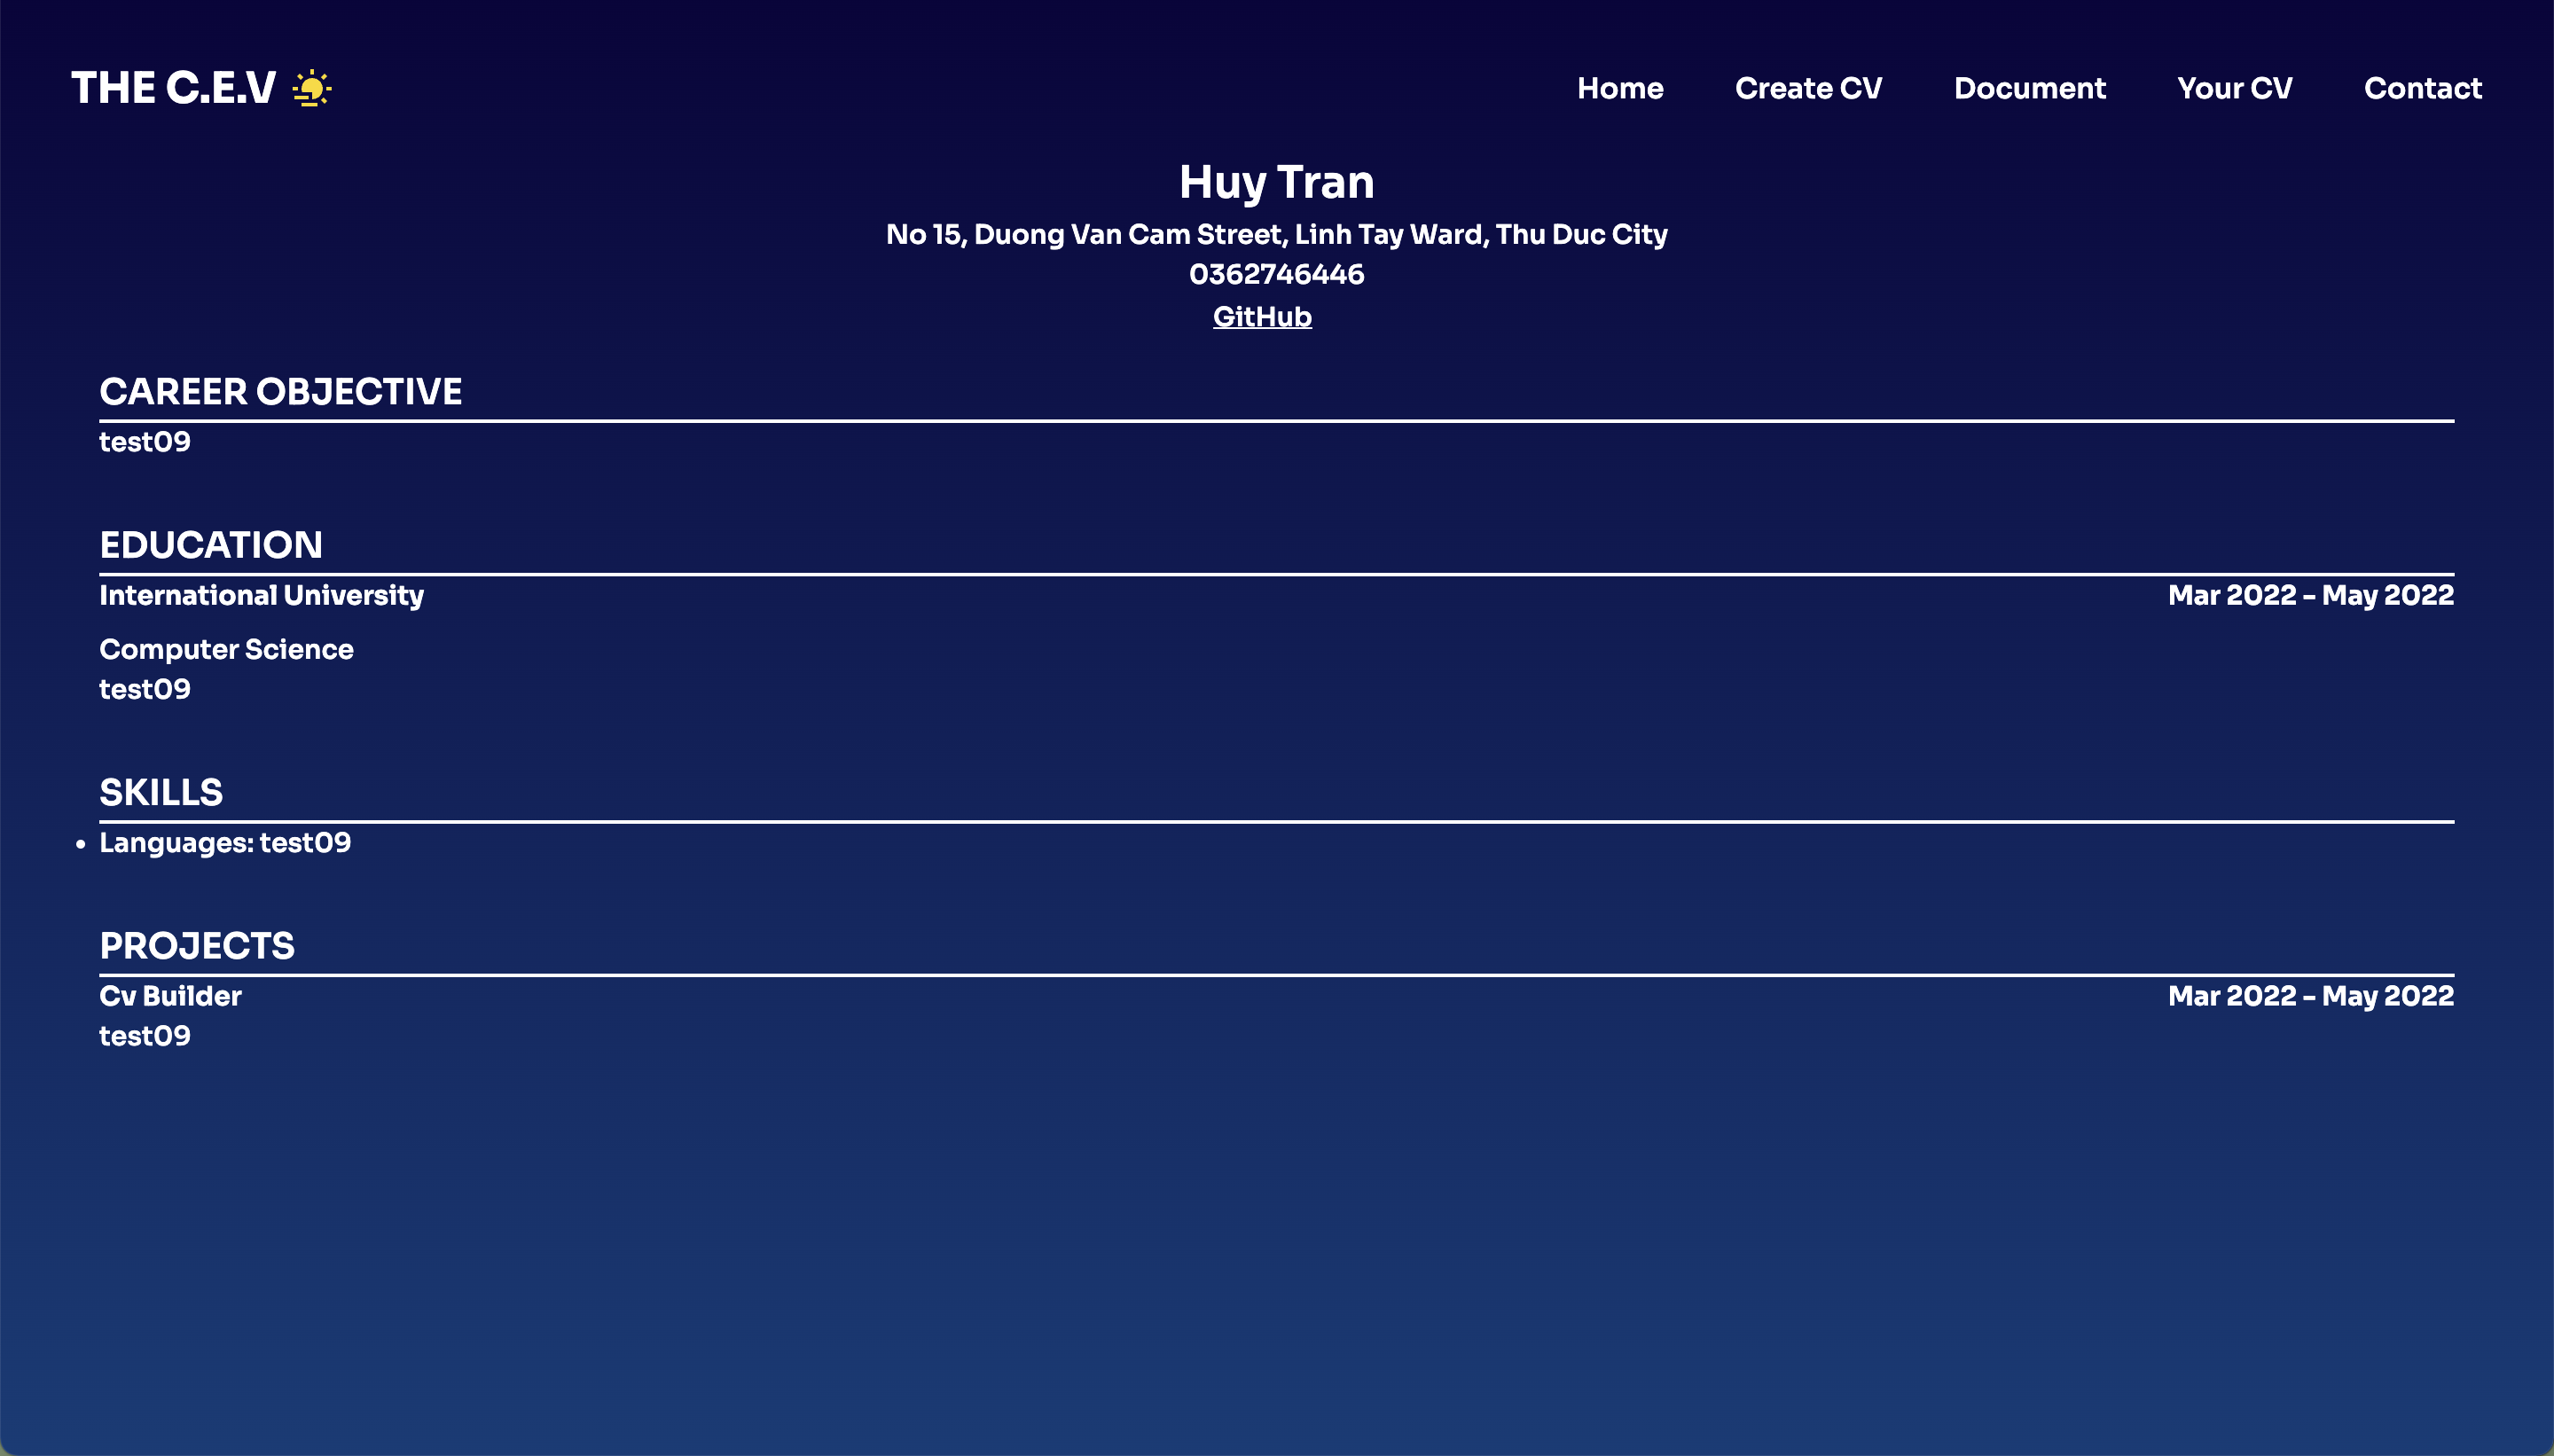 THE C.E.V
Home Create CV Document Your CV Contact
Huy Tran
No 15, Duong Van Cam Street, Linh Tay Ward, Thu Duc City
0362746446
GitHub
CAREER OBJECTIVE
test09
EDUCATION
International University Mar 2022 - May 2022
Computer Science
test09
SKILLS
• Languages: test09
PROJECTS
Cv Builder Mar 2022 - May 2022
test09